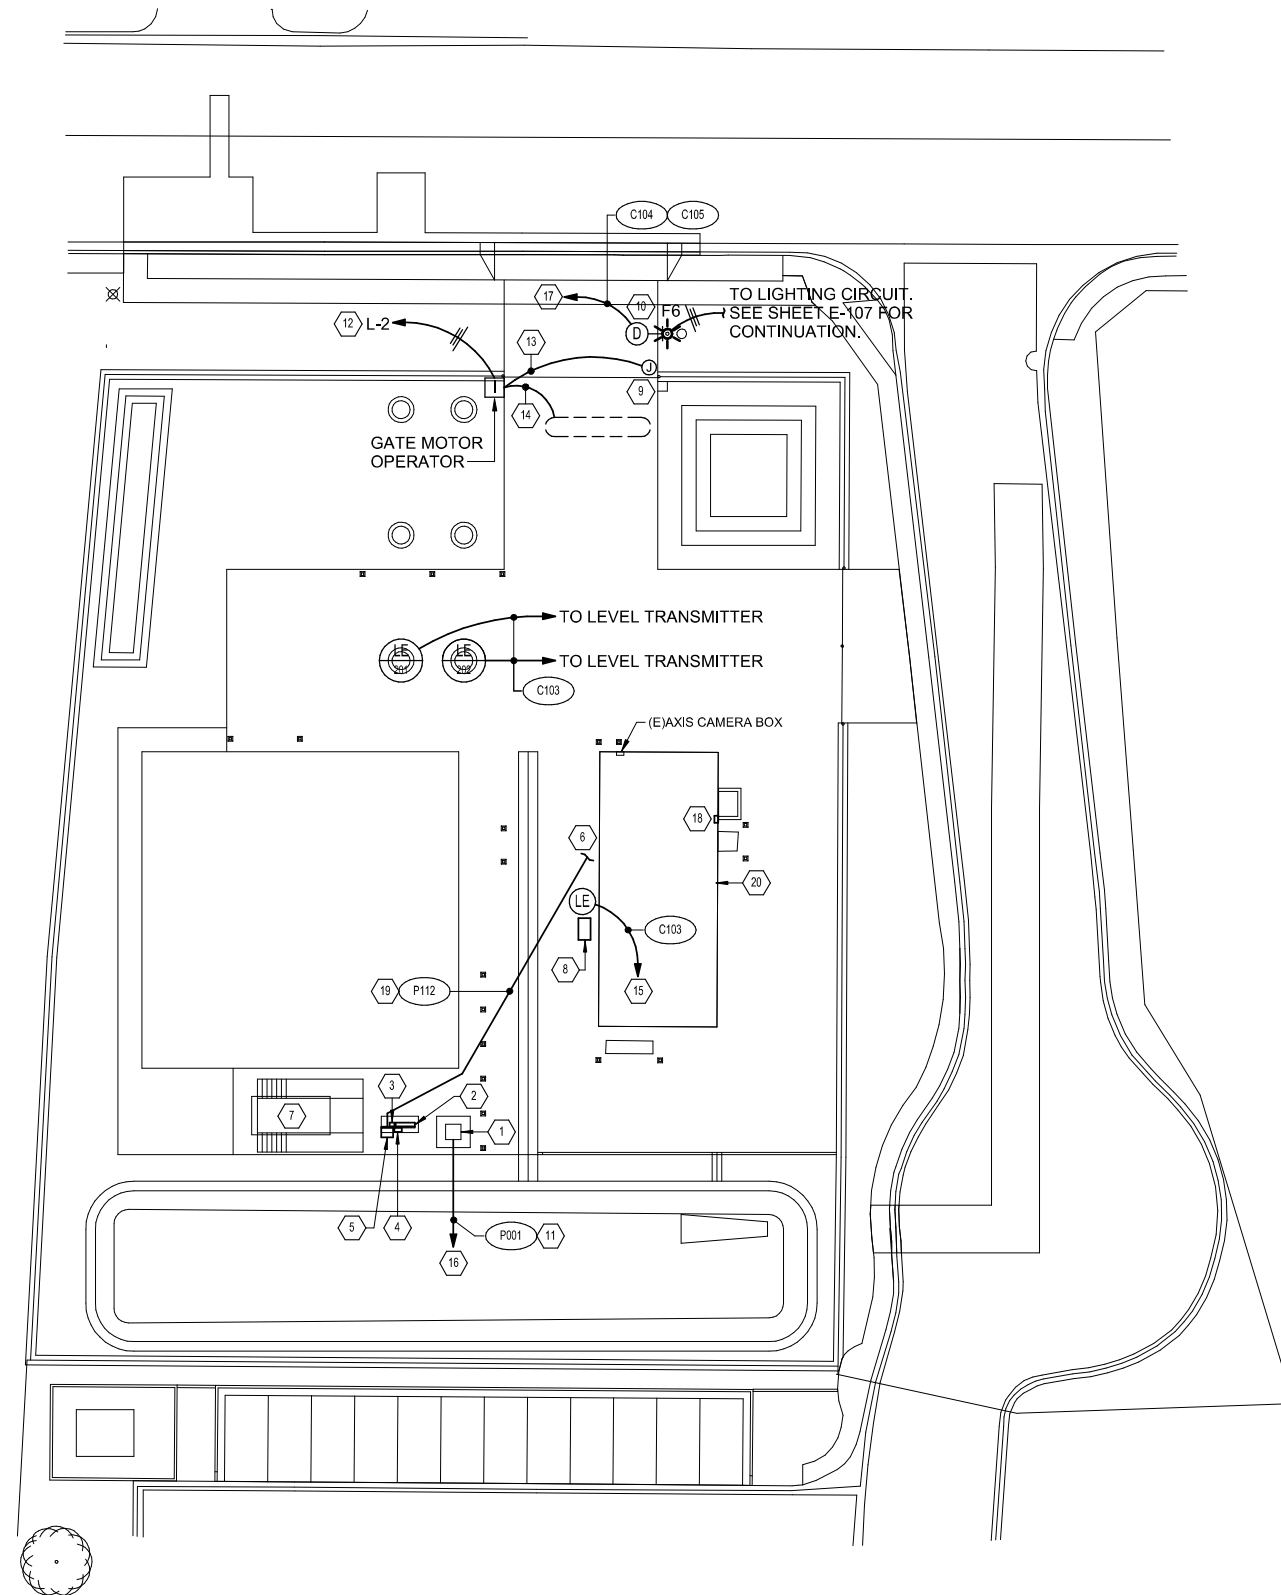 C104
C105
17
10
F6
TO LIGHTING CIRCUIT.
SEE SHEET E-107 FOR
CONTINUATION.
12
L-2
D
13
J
9
14
GATE MOTOR
OPERATOR
TO LEVEL TRANSMITTER
LE
201
LE
202
TO LEVEL TRANSMITTER
C103
(E)AXIS CAMERA BOX
18
6
20
LE
C103
8
19
P112
15
3
2
7
1
5
4
P001
11
16